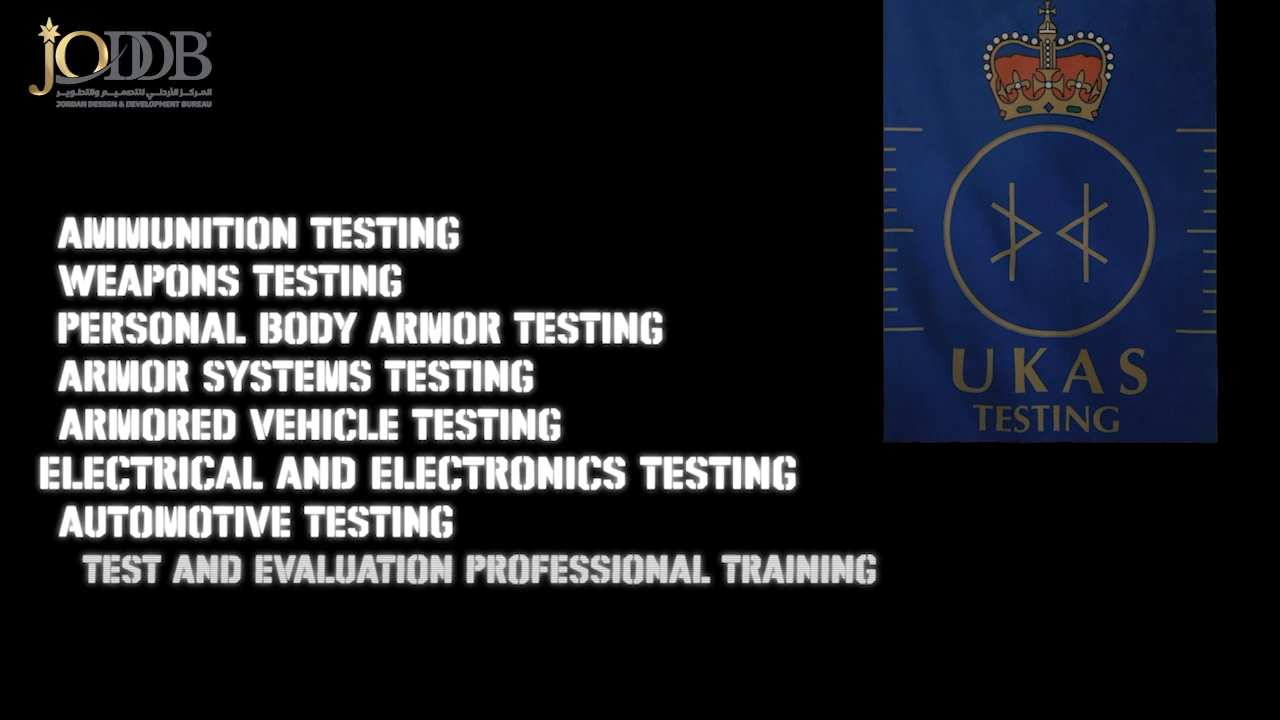 JODDB
المركز الأردني للتصميم والتطوير
JORDAN DESIGN & DEVELOPMENT BUREAU
AMMUNITION TESTING
WEAPONS TESTING
PERSONAL BODY ARMOR TESTING
ARMOR SYSTEMS TESTING
ARMORED VEHICLE TESTING
ELECTRICAL AND ELECTRONICS TESTING
AUTOMOTIVE TESTING
TEST AND EVALUATION PROFESSIONAL TRAINING
UKAS
TESTING